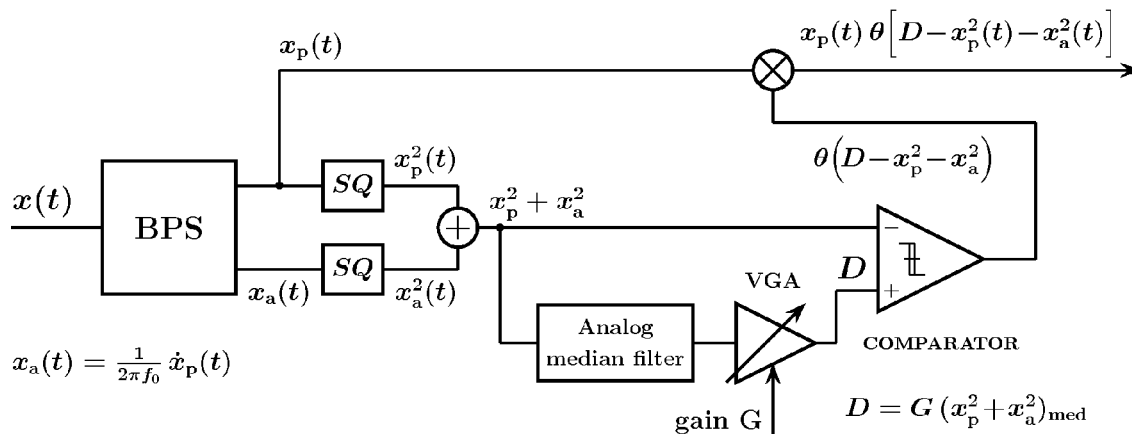 x_p(t)
x_p(t) θ[D−x_p^2(t)−x_a^2(t)]
θ(D−x_p^2−x_a^2)
x_p^2(t)
SQ
x(t)
BPS
x_p^2 + x_a^2
+
−
SQ
x_a(t)
x_a^2(t)
D
+
VGA
Analog
median filter
COMPARATOR
x_a(t) = 1/(2πf_0) ẋ_p(t)
gain G
D = G (x_p^2+x_a^2)_med